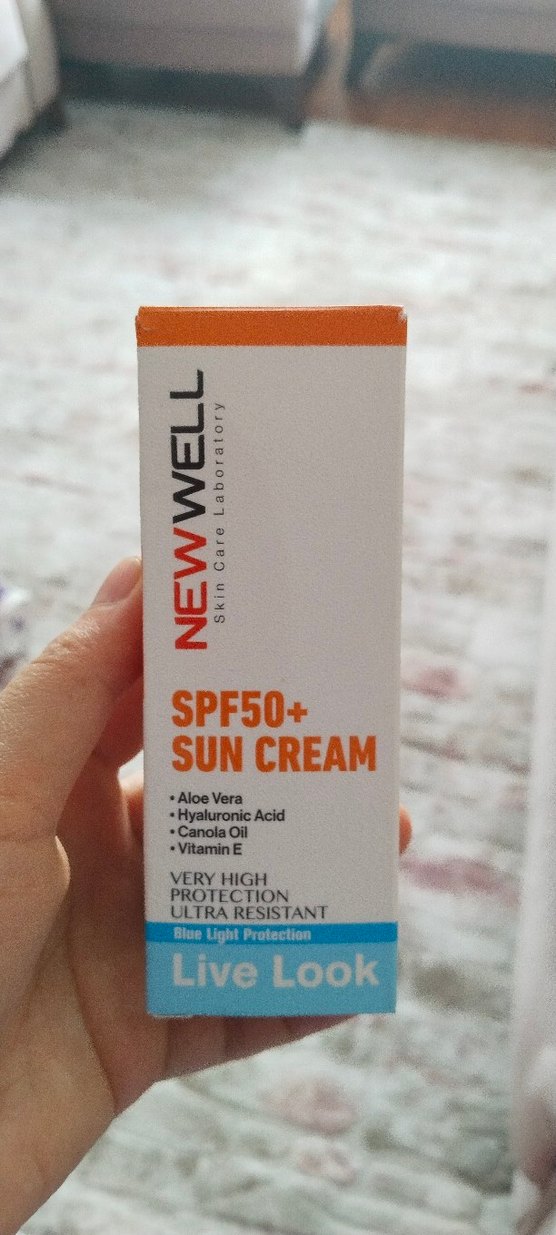 NEWWELL
Skin Care Laboratory
SPF50+
SUN CREAM
• Aloe Vera
• Hyaluronic Acid
• Canola Oil
• Vitamin E
VERY HIGH
PROTECTION
ULTRA RESISTANT
Blue Light Protection
Live Look